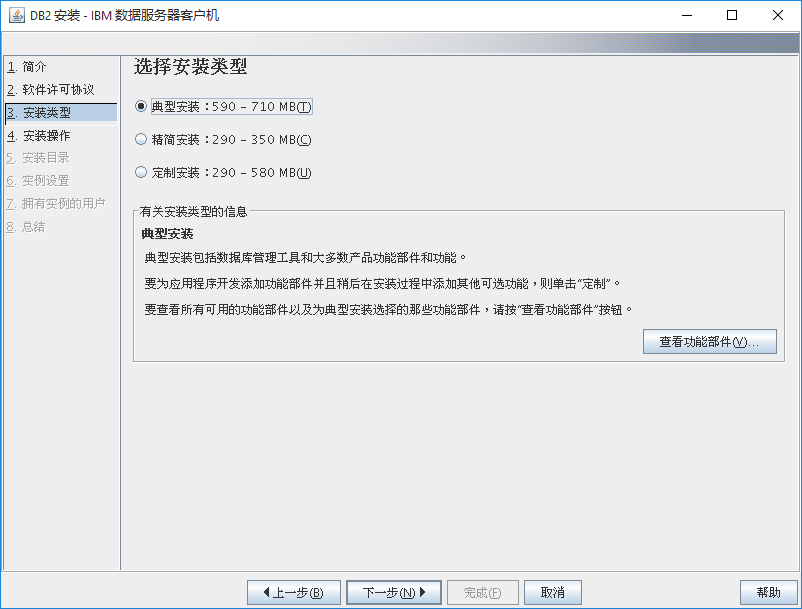 DB2 安装 - IBM 数据服务器客户机
1. 简介
2. 软件许可协议
3. 安装类型
4. 安装操作
5. 安装目录
6. 实例设置
7. 拥有实例的用户
8. 总结
选择安装类型
典型安装：590 - 710 MB(T)
精简安装：290 - 350 MB(C)
定制安装：290 - 580 MB(U)
有关安装类型的信息
典型安装
典型安装包括数据库管理工具和大多数产品功能部件和功能。
要为应用程序开发添加功能部件并且稍后在安装过程中添加其他可选功能，则单击“定制”。
要查看所有可用的功能部件以及为典型安装选择的那些功能部件，请按“查看功能部件”按钮。
查看功能部件(V)...
上一步(B) 下一步(N) 完成(F) 取消 帮助